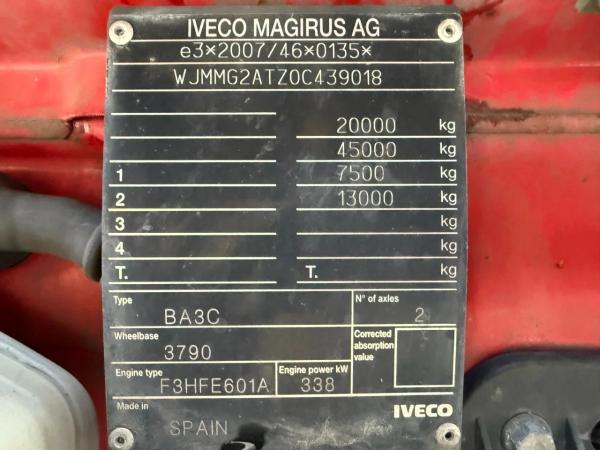 IVECO MAGIRUS AG
e3*2007/46*0135*
WJMMG2ATZ0C439018
20000 kg
45000 kg
1 7500 kg
2 13000 kg
3 kg
4 kg
T. T. kg
Type BA3C N° of axles 2
Wheelbase 3790 Corrected absorption value
Engine type F3HFE601A Engine power kW 338
Made in SPAIN IVECO